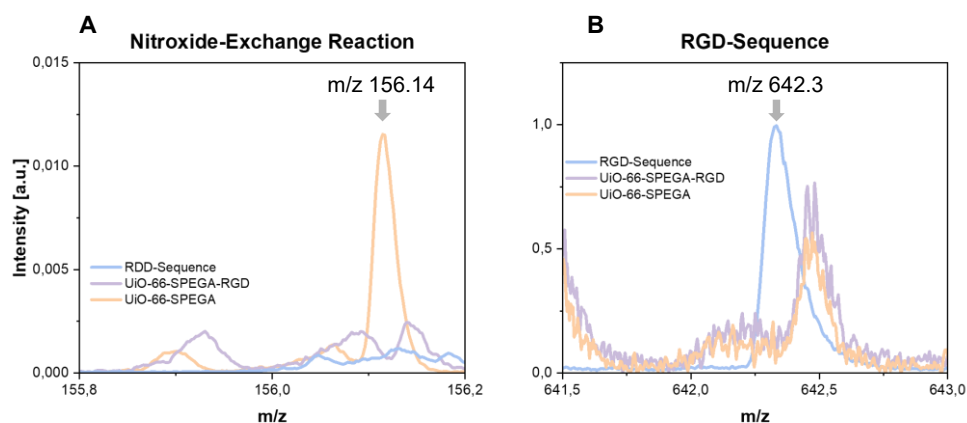 A
Nitroxide-Exchange Reaction
m/z 156.14
0,015
0,010
0,005
0,000
Intensity [a.u.]
RDD-Sequence
UiO-66-SPEGA-RGD
UiO-66-SPEGA
155,8
156,0
156,2
m/z
B
RGD-Sequence
m/z 642.3
1,0
0,5
0,0
RGD-Sequence
UiO-66-SPEGA-RGD
UiO-66-SPEGA
641,5
642,0
642,5
643,0
m/z